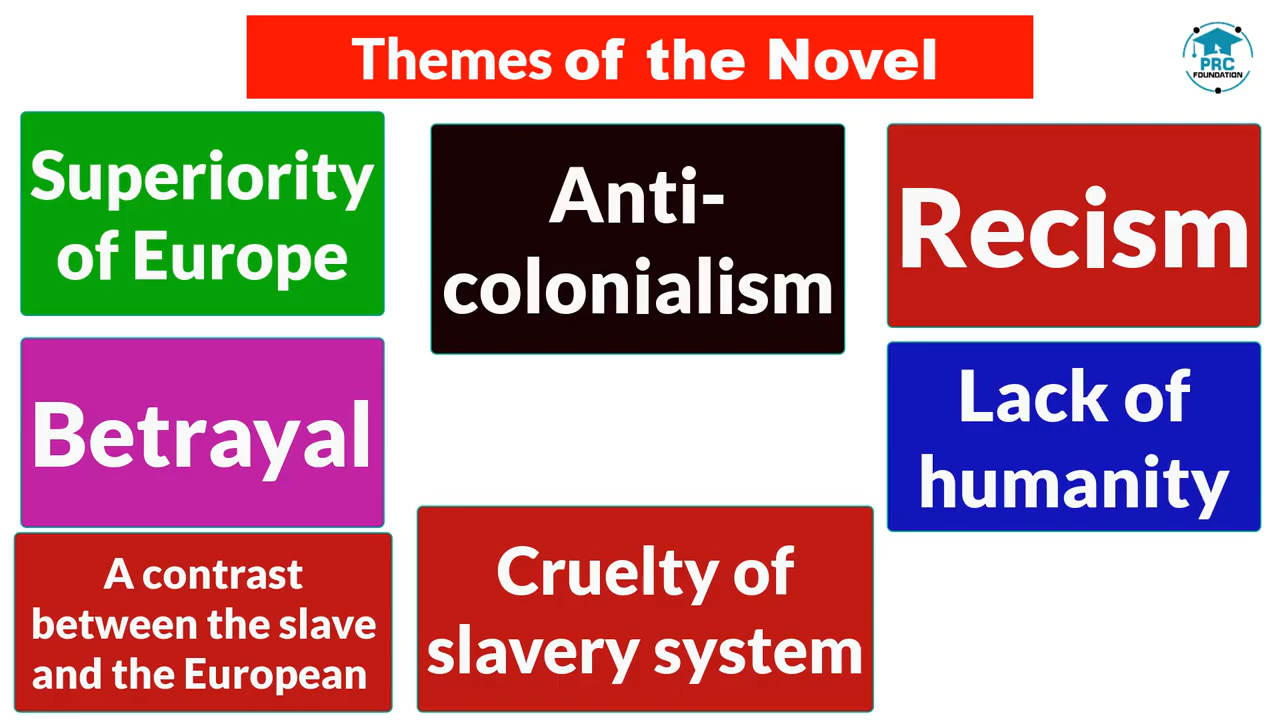 Themes of the Novel
PRC
FOUNDATION
Superiority
of Europe
Anti-
colonialism
Recism
Betrayal
Lack of
humanity
A contrast
between the slave
and the European
Cruelty of
slavery system